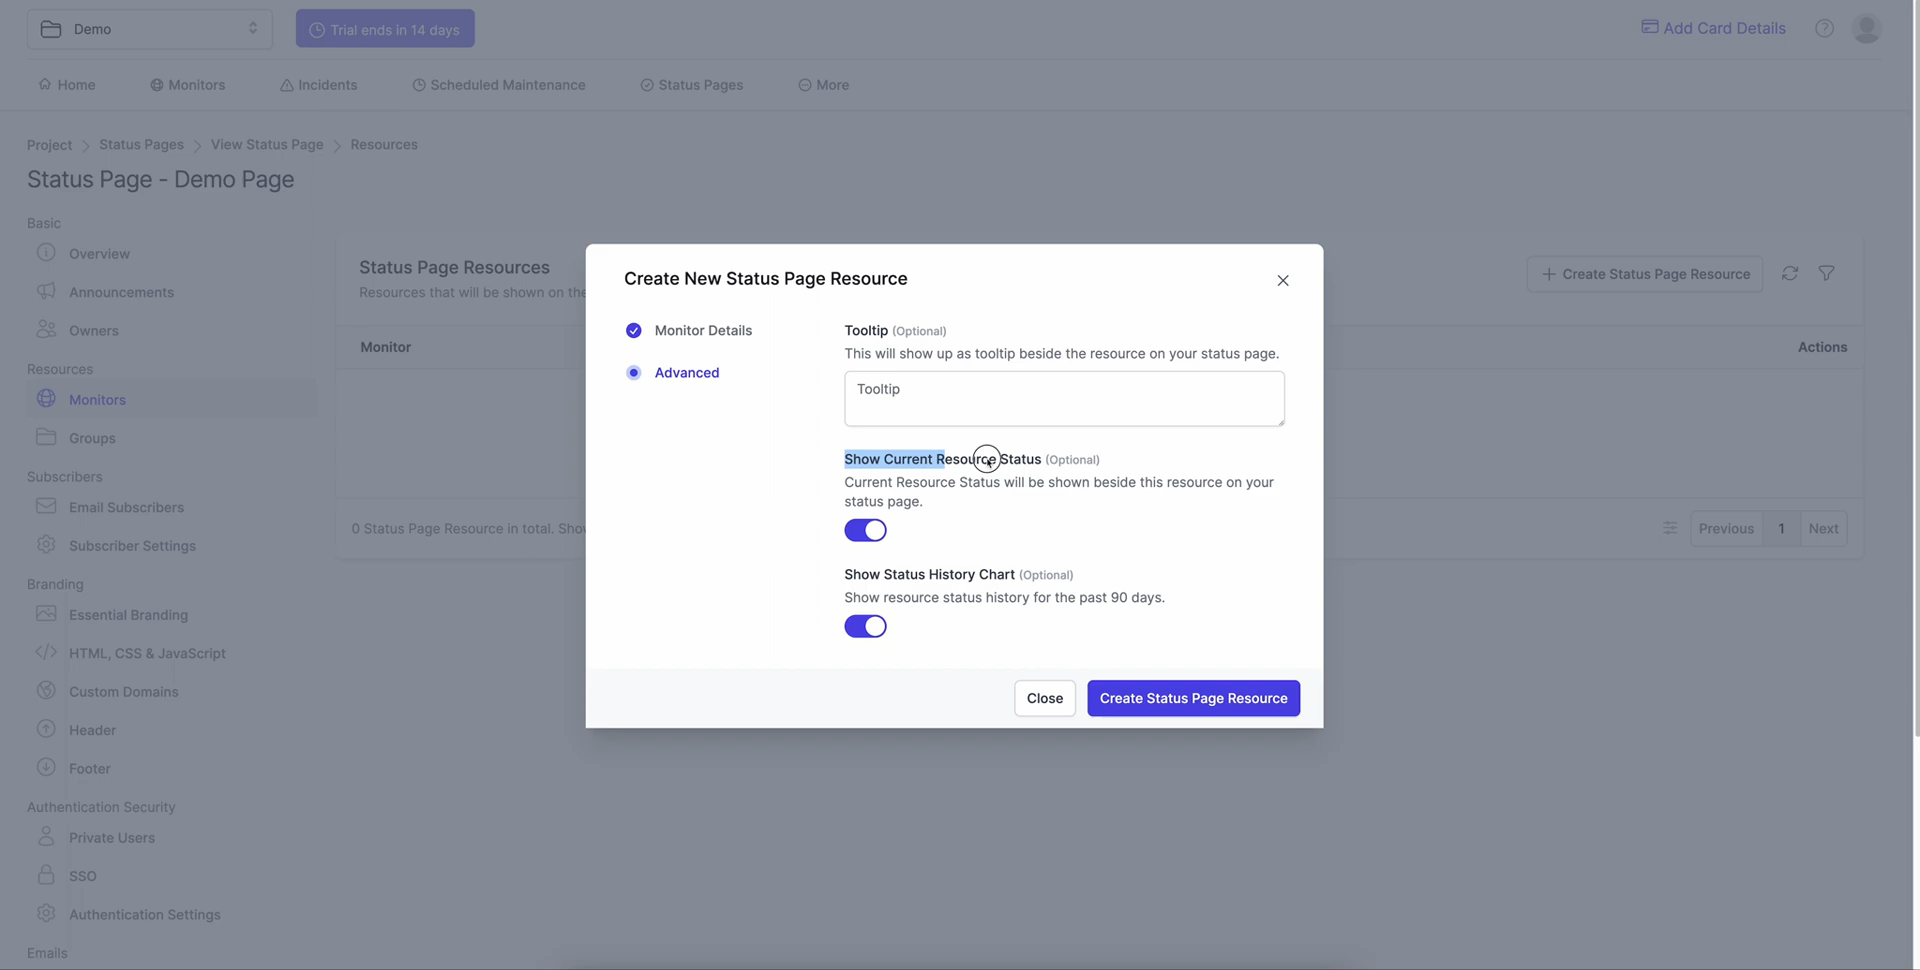 Demo
Trial ends in 14 days
Add Card Details
Home
Monitors
Incidents
Scheduled Maintenance
Status Pages
More
Project
Status Pages
View Status Page
Resources
Status Page - Demo Page
Basic
Overview
Announcements
Owners
Resources
Monitors
Groups
Subscribers
Email Subscribers
Subscriber Settings
Branding
Essential Branding
HTML, CSS & JavaScript
Custom Domains
Header
Footer
Authentication Security
Private Users
SSO
Authentication Settings
Emails
Status Page Resources
Resources that will be shown on the
Create Status Page Resource
Monitor
Actions
0 Status Page Resource in total. Show
Previous
1
Next
Create New Status Page Resource
Monitor Details
Advanced
Tooltip (Optional)
This will show up as tooltip beside the resource on your status page.
Tooltip
Show Current Resource Status (Optional)
Current Resource Status will be shown beside this resource on your
status page.
Show Status History Chart (Optional)
Show resource status history for the past 90 days.
Close
Create Status Page Resource